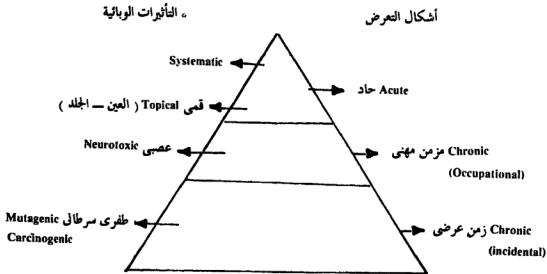 أشكال التعرض
التأثيرات الوبائية
Systematic
حاد Acute
قمى Topical ( العين — الجلد )
عصبى Neurotoxic
مزمن مهنى Chronic
(Occupational)
طفرى سرطانى Mutagenic
Carcinogenic
زمن عرضى Chronic
(incidental)